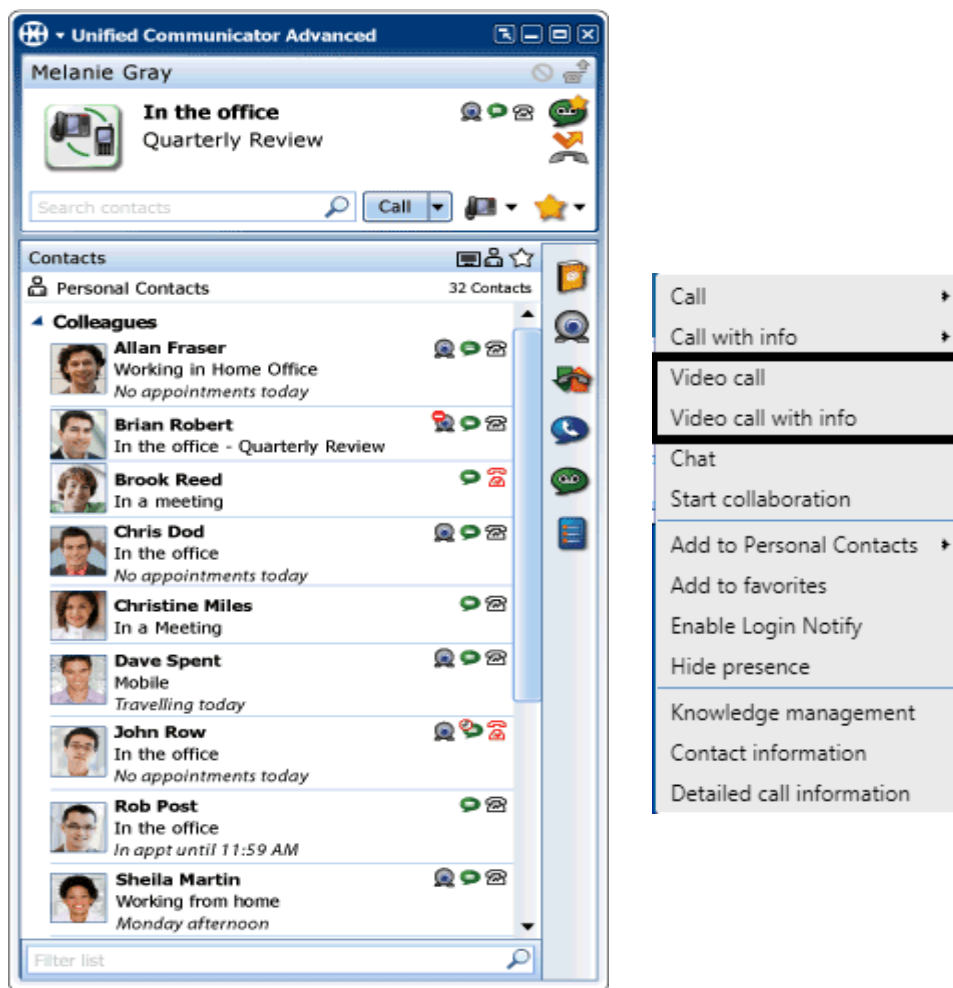 Unified Communicator Advanced
Melanie Gray
In the office
Quarterly Review
Search contacts
Call
Contacts
Personal Contacts
32 Contacts
Colleagues
Allan Fraser
Working in Home Office
No appointments today
Brian Robert
In the office - Quarterly Review
Brook Reed
In a meeting
Chris Dod
In the office
No appointments today
Christine Miles
In a Meeting
Dave Spent
Mobile
Travelling today
John Row
In the office
No appointments today
Rob Post
In the office
In appt until 11:59 AM
Sheila Martin
Working from home
Monday afternoon
Filter list
Call
Call with info
Video call
Video call with info
Chat
Start collaboration
Add to Personal Contacts
Add to favorites
Enable Login Notify
Hide presence
Knowledge management
Contact information
Detailed call information